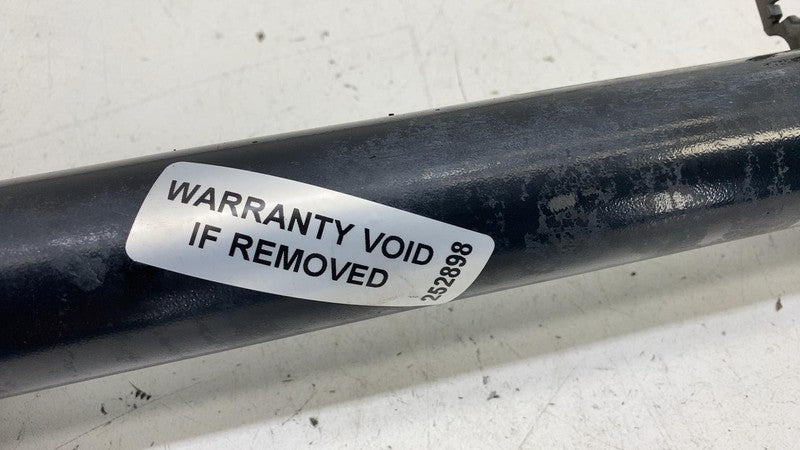 WARRANTY VOID
IF REMOVED
252898